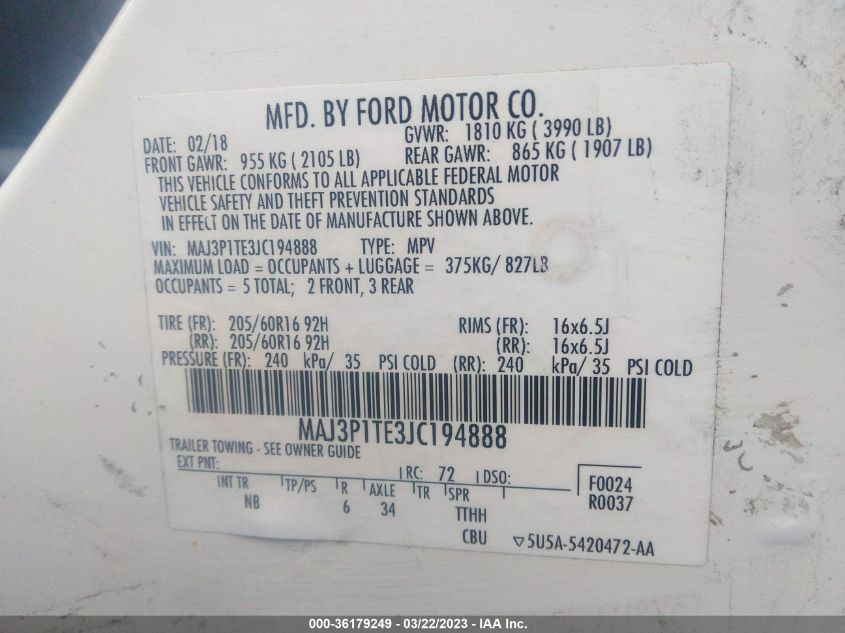 MFD. BY FORD MOTOR CO.
DATE: 02/18 GVWR: 1810 KG ( 3990 LB)
FRONT GAWR: 955 KG ( 2105 LB) REAR GAWR: 865 KG ( 1907 LB)
THIS VEHICLE CONFORMS TO ALL APPLICABLE FEDERAL MOTOR
VEHICLE SAFETY AND THEFT PREVENTION STANDARDS
IN EFFECT ON THE DATE OF MANUFACTURE SHOWN ABOVE.
VIN: MAJ3P1TE3JC194888 TYPE: MPV
MAXIMUM LOAD = OCCUPANTS + LUGGAGE = 375KG/ 827LB
OCCUPANTS = 5 TOTAL; 2 FRONT, 3 REAR
TIRE (FR): 205/60R16 92H RIMS (FR): 16x6.5J
(RR): 205/60R16 92H (RR): 16x6.5J
PRESSURE (FR): 240 kPa/ 35 PSI COLD (RR): 240 kPa/ 35 PSI COLD
MAJ3P1TE3JC194888
TRAILER TOWING - SEE OWNER GUIDE
EXT PNT: RC: 72 DSO:
INT TR TP/PS R AXLE TR SPR
NB 6 34 TTHH
CBU
F0024
R0037
▽5U5A-5420472-AA
000-36179249 - 03/22/2023 - IAA Inc.